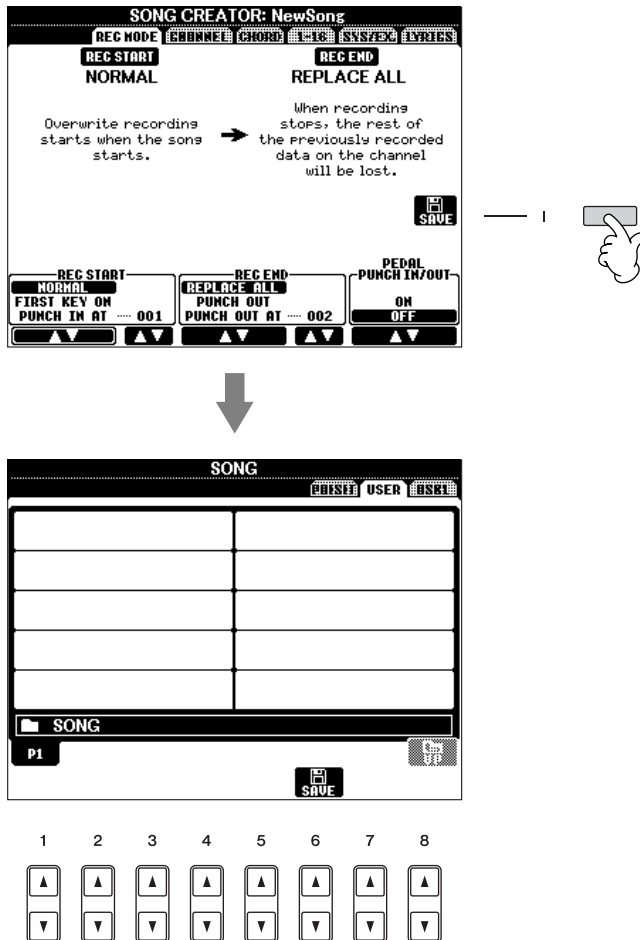 SONG CREATOR: NewSong
REC MODE CHANNEL CHORD 1-16 SYS/EX. LYRICS
REC START REC END
NORMAL REPLACE ALL
Overwrite recording
starts when the song
starts.
When recording
stops, the rest of
the previously recorded
data on the channel
will be lost.
SAVE
I
REC START
NORMAL
FIRST KEY ON
PUNCH IN AT ···· 001
REC END
REPLACE ALL
PUNCH OUT
PUNCH OUT AT ···· 002
PEDAL
PUNCH IN/OUT
ON
OFF
▲▼ ▲▼ ▲▼ ▲▼ ▲▼
SONG
PRESET USER USB1
SONG
P1
UP
SAVE
1 2 3 4 5 6 7 8
▲ ▲ ▲ ▲ ▲ ▲ ▲ ▲
▼ ▼ ▼ ▼ ▼ ▼ ▼ ▼